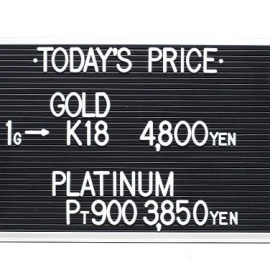 ·TODAY'S PRICE·
GOLD
1G→ K18 4,800YEN
PLATINUM
PT900 3,850YEN